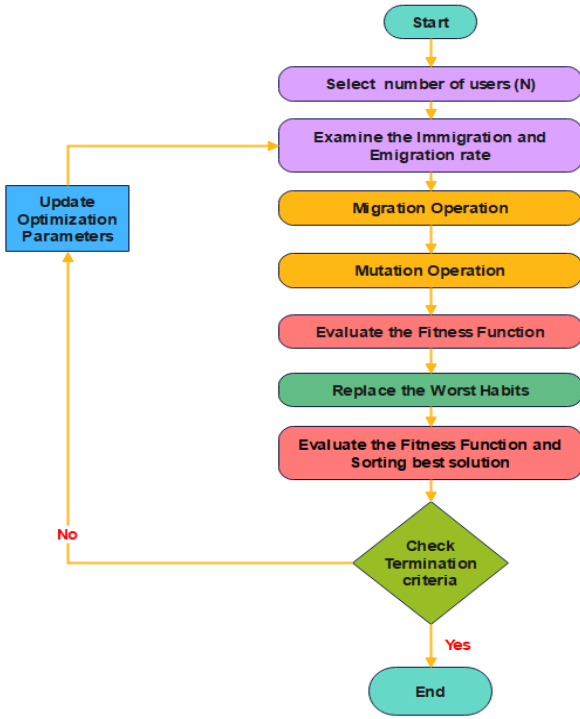 Start
Select number of users (N)
Examine the Immigration and
Emigration rate
Update
Optimization
Parameters
Migration Operation
Mutation Operation
Evaluate the Fitness Function
Replace the Worst Habits
Evaluate the Fitness Function and
Sorting best solution
No
Check
Termination
criteria
Yes
End